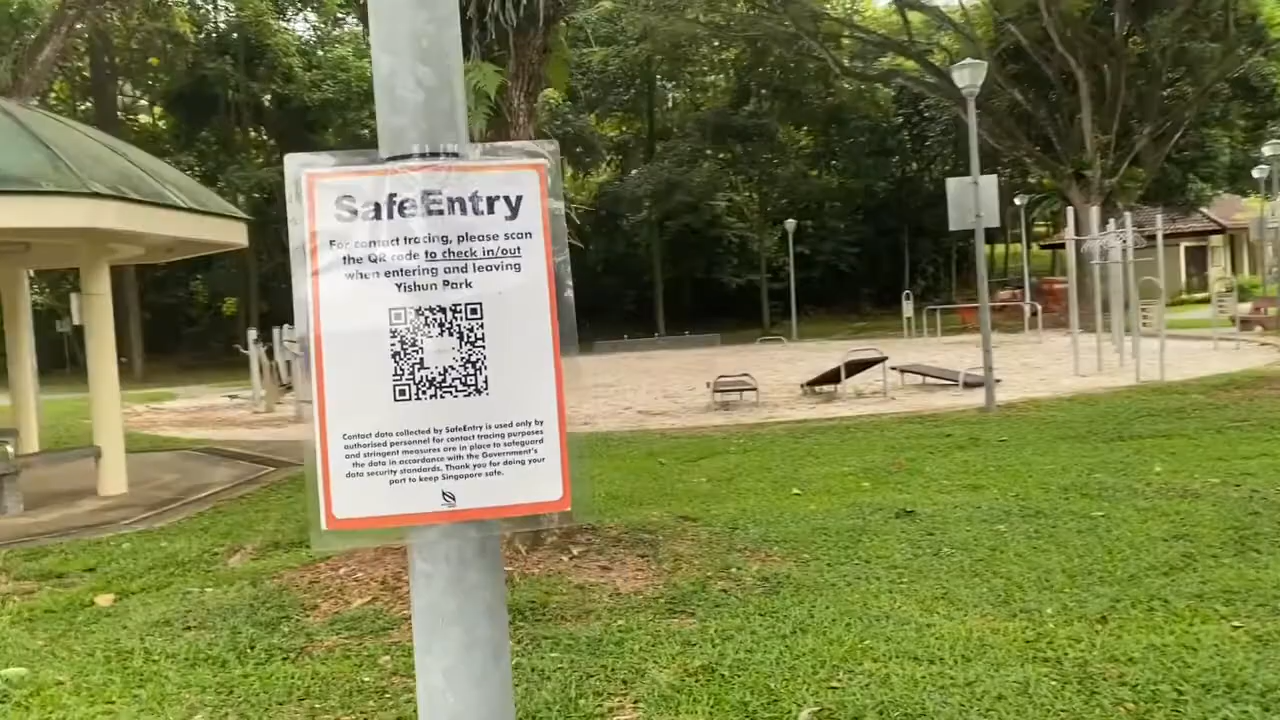 SafeEntry
For contact tracing, please scan
the QR code to check in/out
when entering and leaving
Yishun Park
Contact data collected by SafeEntry is used only by
authorised personnel for contact tracing purposes
and stringent measures are in place to safeguard
the data in accordance with the Government's
data security standards. Thank you for doing your
part to keep Singapore safe.